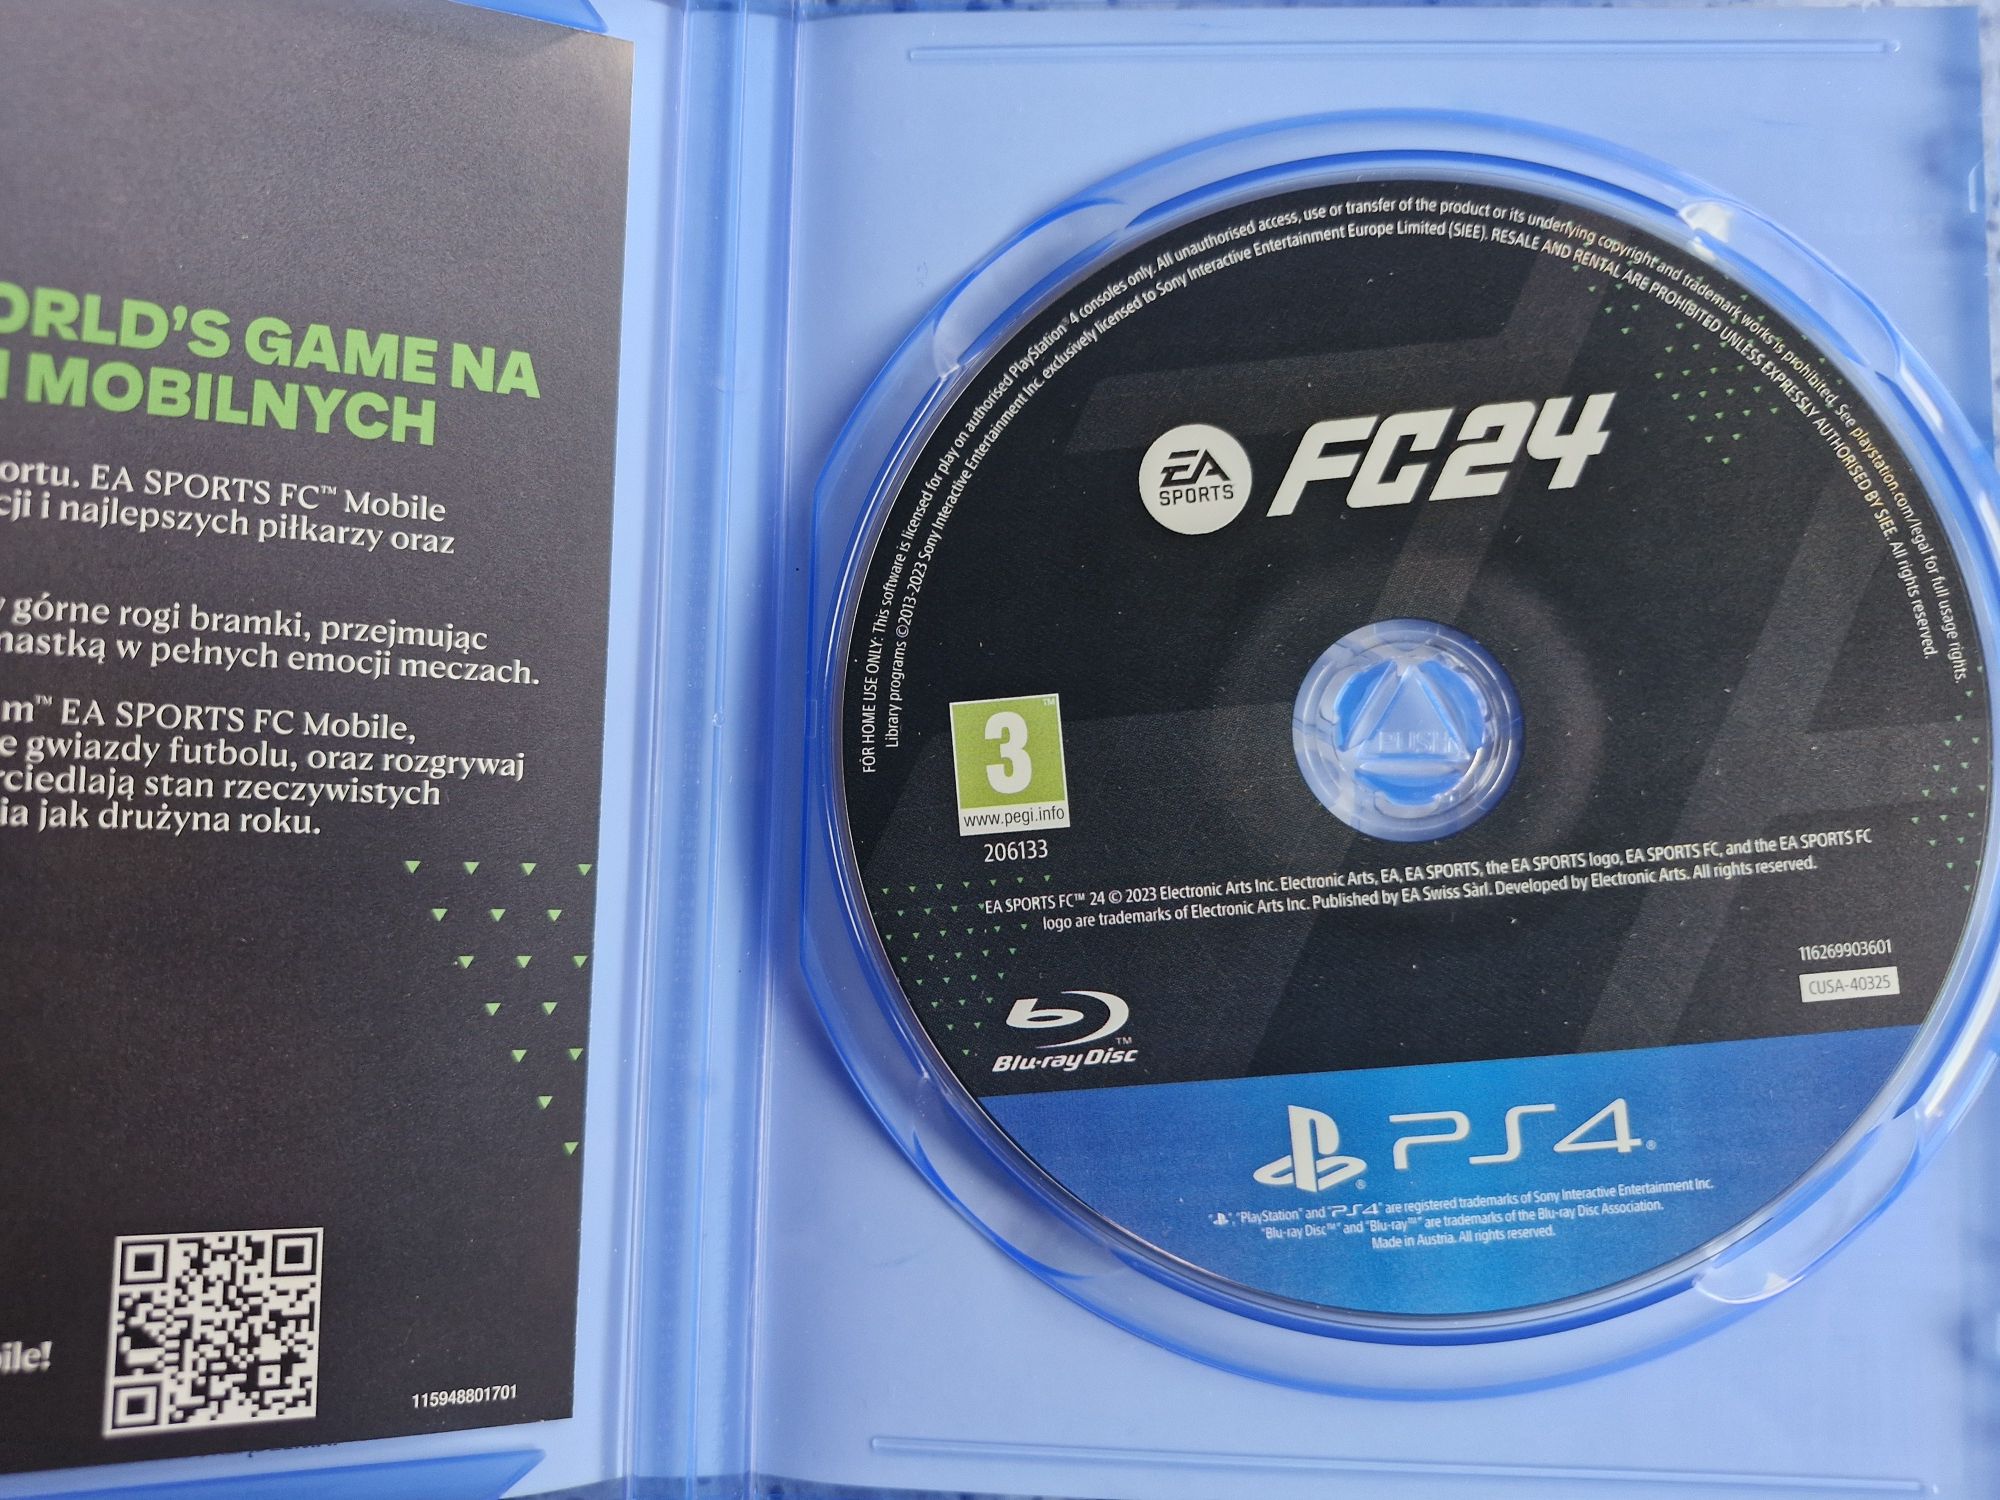 ORLD'S GAME NA
MOBILNYCH
ortu. EA SPORTS FC™ Mobile
cji i najlepszych piłkarzy oraz
górne rogi bramki, przejmując
nastką w pełnych emocji meczach.
m™ EA SPORTS FC Mobile,
e gwiazdy futbolu, oraz rozgrywaj
rciedlają stan rzeczywistych
ia jak drużyna roku.
ile!
115948801701
FOR HOME USE ONLY: This software is licensed for play on authorised PlayStation®4 consoles only. All unauthorised access, use or transfer of the product or its underlying copyright and trademark works is prohibited. See playstation.com/legal for full usage rights.
Library programs ©2013-2023 Sony Interactive Entertainment Inc. exclusively licensed to Sony Interactive Entertainment Europe Limited (SIEE). RESALE AND RENTAL ARE PROHIBITED UNLESS EXPRESSLY AUTHORISED BY SIEE. All rights reserved.
EA SPORTS FC24
PUSH
3™
www.pegi.info
206133
EA SPORTS FC™ 24 © 2023 Electronic Arts Inc. Electronic Arts, EA, EA SPORTS, the EA SPORTS logo, EA SPORTS FC, and the EA SPORTS FC
logo are trademarks of Electronic Arts Inc. Published by EA Swiss Sàrl. Developed by Electronic Arts. All rights reserved.
116269903601
CUSA-40325
Blu-ray Disc™
PS4®
"PlayStation" and "PS4" are registered trademarks of Sony Interactive Entertainment Inc.
"Blu-ray Disc™" and "Blu-ray™" are trademarks of the Blu-ray Disc Association.
Made in Austria. All rights reserved.